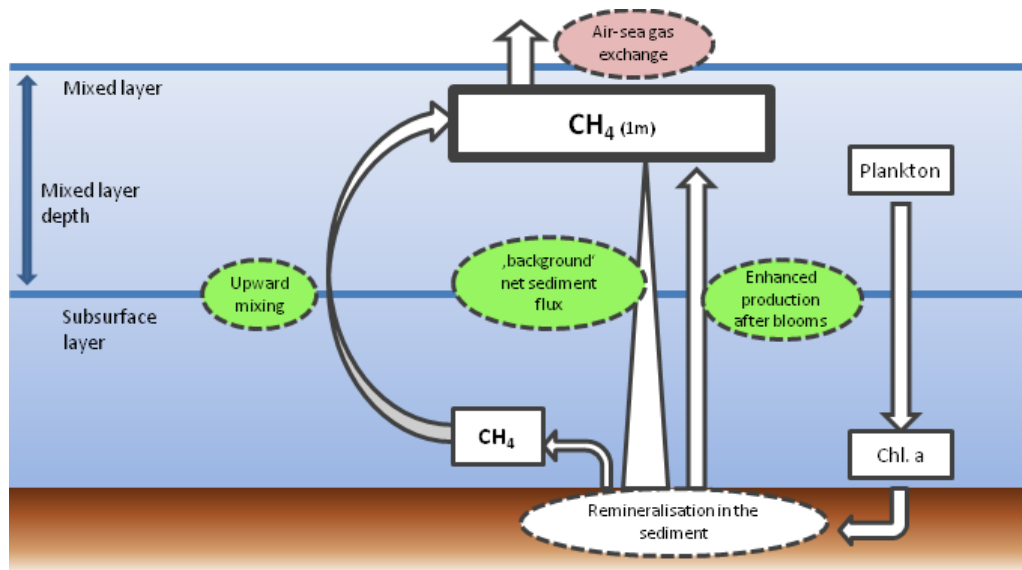 Air-sea gas
exchange
Mixed layer
CH₄ (1m)
Plankton
Mixed layer
depth
Upward
mixing
‚background‘
net sediment
flux
Enhanced
production
after blooms
Subsurface
layer
CH₄
Chl. a
Remineralisation in the
sediment